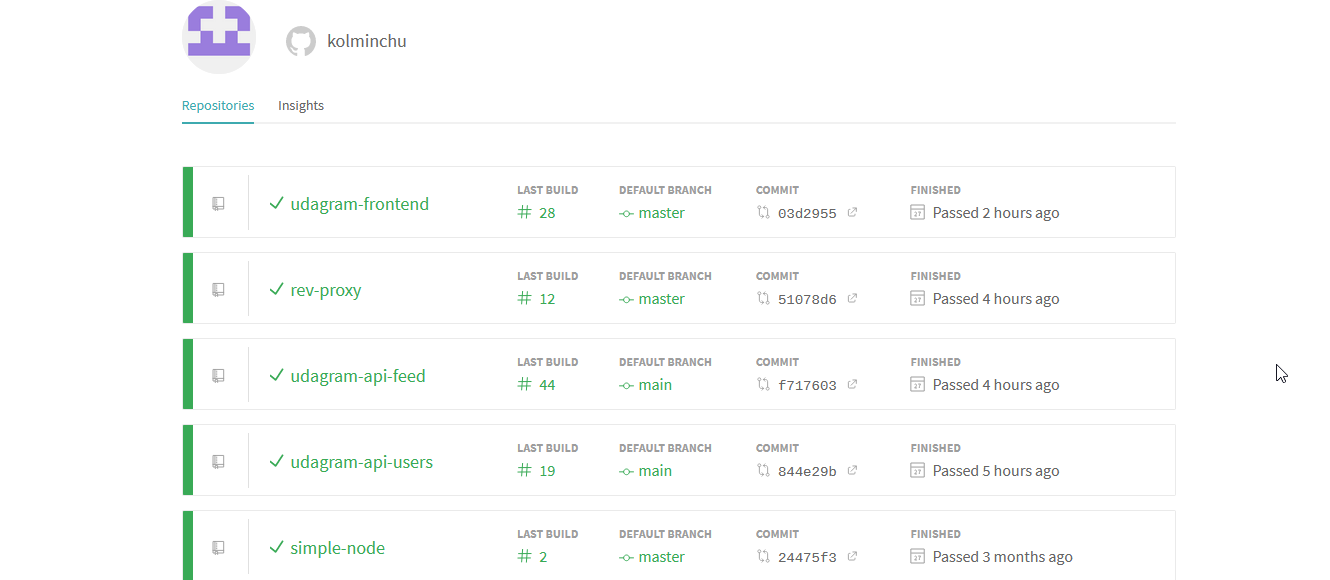 kolminchu
Repositories Insights
LAST BUILD DEFAULT BRANCH COMMIT FINISHED
udagram-frontend # 28 master 03d2955 Passed 2 hours ago
LAST BUILD DEFAULT BRANCH COMMIT FINISHED
rev-proxy # 12 master 51078d6 Passed 4 hours ago
LAST BUILD DEFAULT BRANCH COMMIT FINISHED
udagram-api-feed # 44 main f717603 Passed 4 hours ago
LAST BUILD DEFAULT BRANCH COMMIT FINISHED
udagram-api-users # 19 main 844e29b Passed 5 hours ago
LAST BUILD DEFAULT BRANCH COMMIT FINISHED
simple-node # 2 master 24475f3 Passed 3 months ago